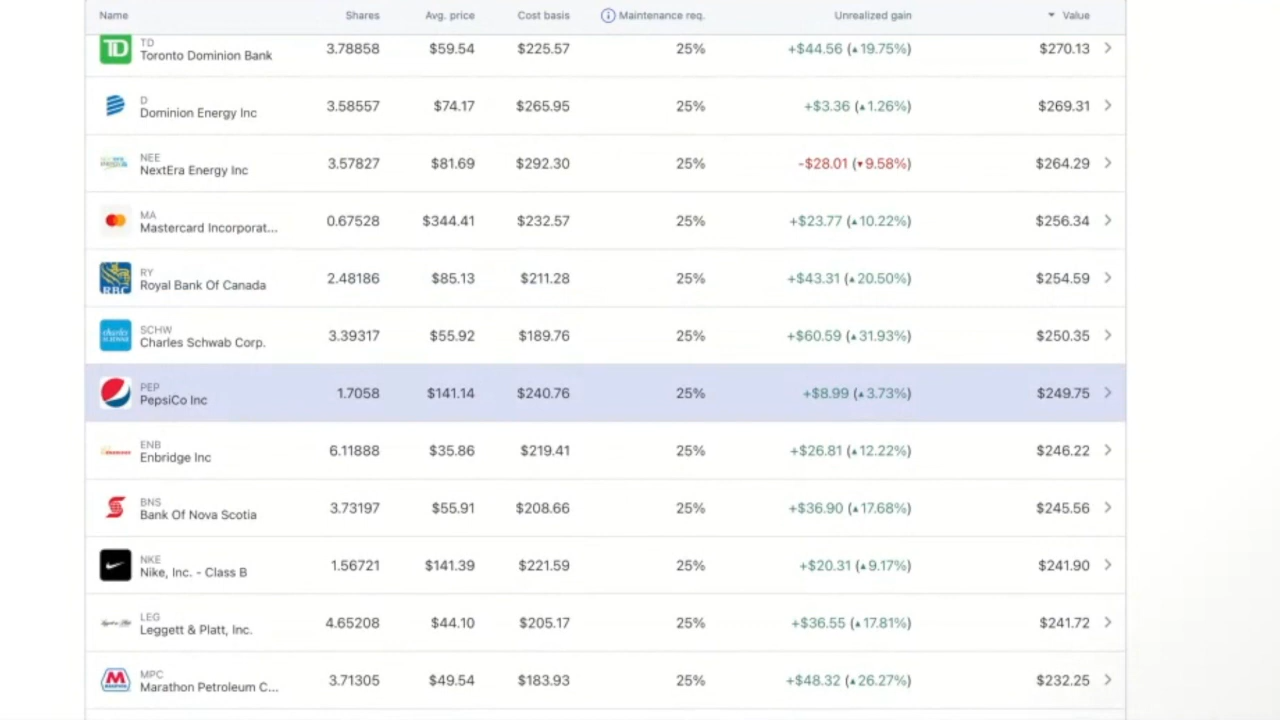 Name Shares Avg. price Cost basis Maintenance req. Unrealized gain Value
TD
Toronto Dominion Bank 3.78858 $59.54 $225.57 25% +$44.56 (▲19.75%) $270.13
D
Dominion Energy Inc 3.58557 $74.17 $265.95 25% +$3.36 (▲1.26%) $269.31
NEE
NextEra Energy Inc 3.57827 $81.69 $292.30 25% -$28.01 (▼9.58%) $264.29
MA
Mastercard Incorporat... 0.67528 $344.41 $232.57 25% +$23.77 (▲10.22%) $256.34
RY
Royal Bank Of Canada 2.48186 $85.13 $211.28 25% +$43.31 (▲20.50%) $254.59
SCHW
Charles Schwab Corp. 3.39317 $55.92 $189.76 25% +$60.59 (▲31.93%) $250.35
PEP
PepsiCo Inc 1.7058 $141.14 $240.76 25% +$8.99 (▲3.73%) $249.75
ENB
Enbridge Inc 6.11888 $35.86 $219.41 25% +$26.81 (▲12.22%) $246.22
BNS
Bank Of Nova Scotia 3.73197 $55.91 $208.66 25% +$36.90 (▲17.68%) $245.56
NKE
Nike, Inc. - Class B 1.56721 $141.39 $221.59 25% +$20.31 (▲9.17%) $241.90
LEG
Leggett & Platt, Inc. 4.65208 $44.10 $205.17 25% +$36.55 (▲17.81%) $241.72
MPC
Marathon Petroleum C... 3.71305 $49.54 $183.93 25% +$48.32 (▲26.27%) $232.25